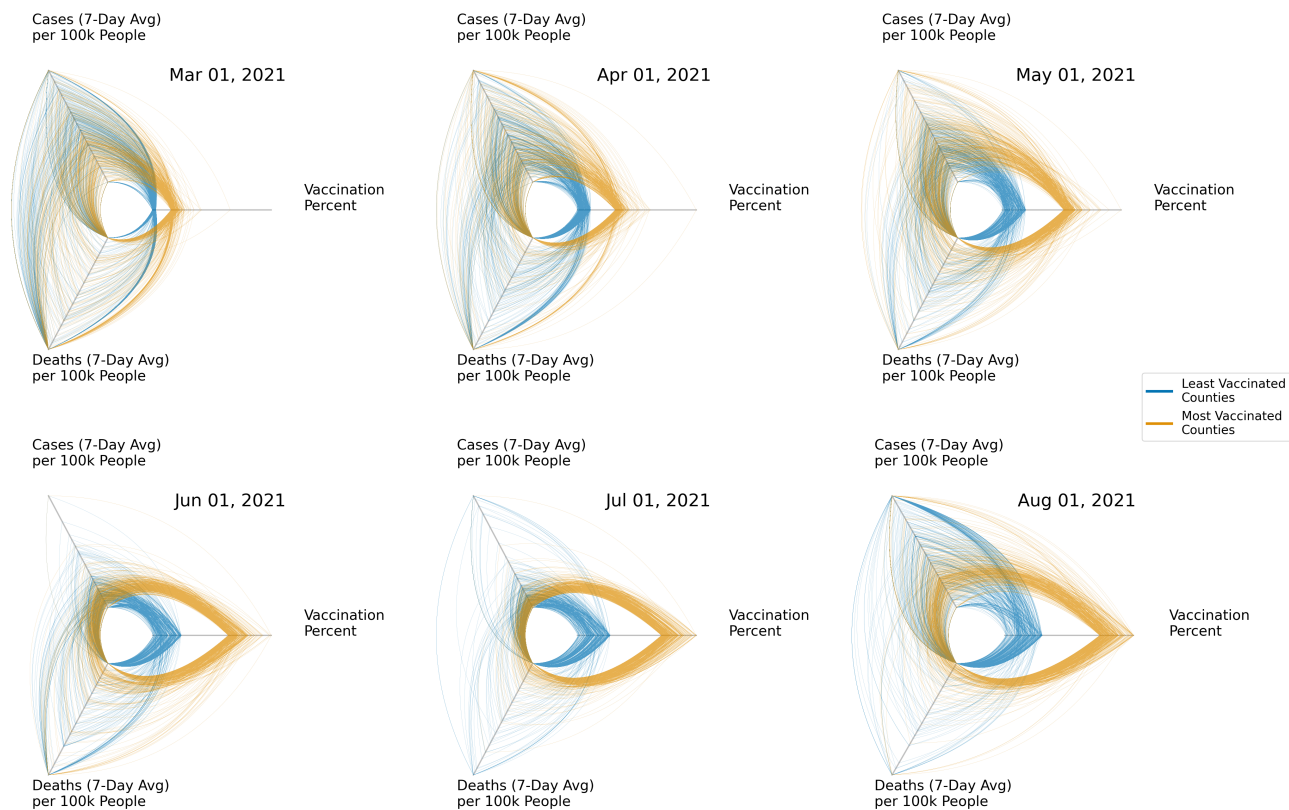 Cases (7-Day Avg)
per 100k People
Mar 01, 2021
Vaccination
Percent
Deaths (7-Day Avg)
per 100k People
Cases (7-Day Avg)
per 100k People
Apr 01, 2021
Vaccination
Percent
Deaths (7-Day Avg)
per 100k People
Cases (7-Day Avg)
per 100k People
May 01, 2021
Vaccination
Percent
Deaths (7-Day Avg)
per 100k People
Least Vaccinated
Counties
Most Vaccinated
Counties
Cases (7-Day Avg)
per 100k People
Jun 01, 2021
Vaccination
Percent
Deaths (7-Day Avg)
per 100k People
Cases (7-Day Avg)
per 100k People
Jul 01, 2021
Vaccination
Percent
Deaths (7-Day Avg)
per 100k People
Cases (7-Day Avg)
per 100k People
Aug 01, 2021
Vaccination
Percent
Deaths (7-Day Avg)
per 100k People